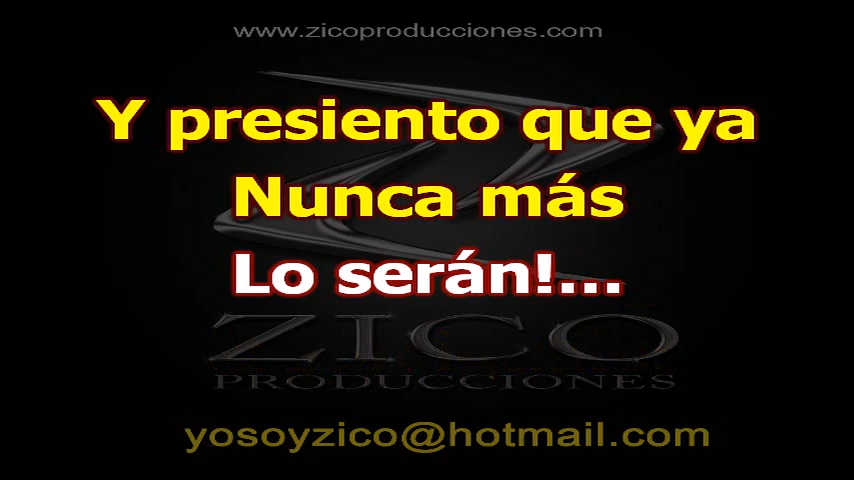 www.zicoproducciones.com
Y presiento que ya
Nunca más
Lo serán!...
ZICO
PRODUCCIONES
yosoyzico@hotmail.com